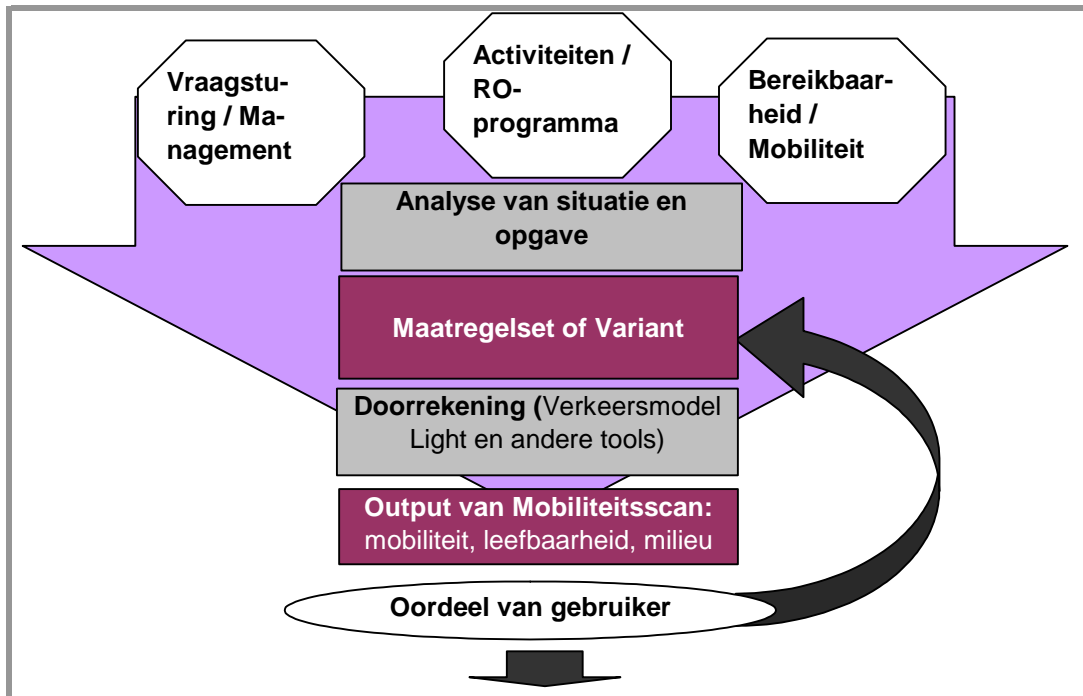 Vraagstu-
ring / Ma-
nagement
Activiteiten /
RO-
programma
Bereikbaar-
heid /
Mobiliteit
Analyse van situatie en
opgave
Maatregelset of Variant
Doorrekening (Verkeersmodel
Light en andere tools)
Output van Mobiliteitsscan:
mobiliteit, leefbaarheid, milieu
Oordeel van gebruiker